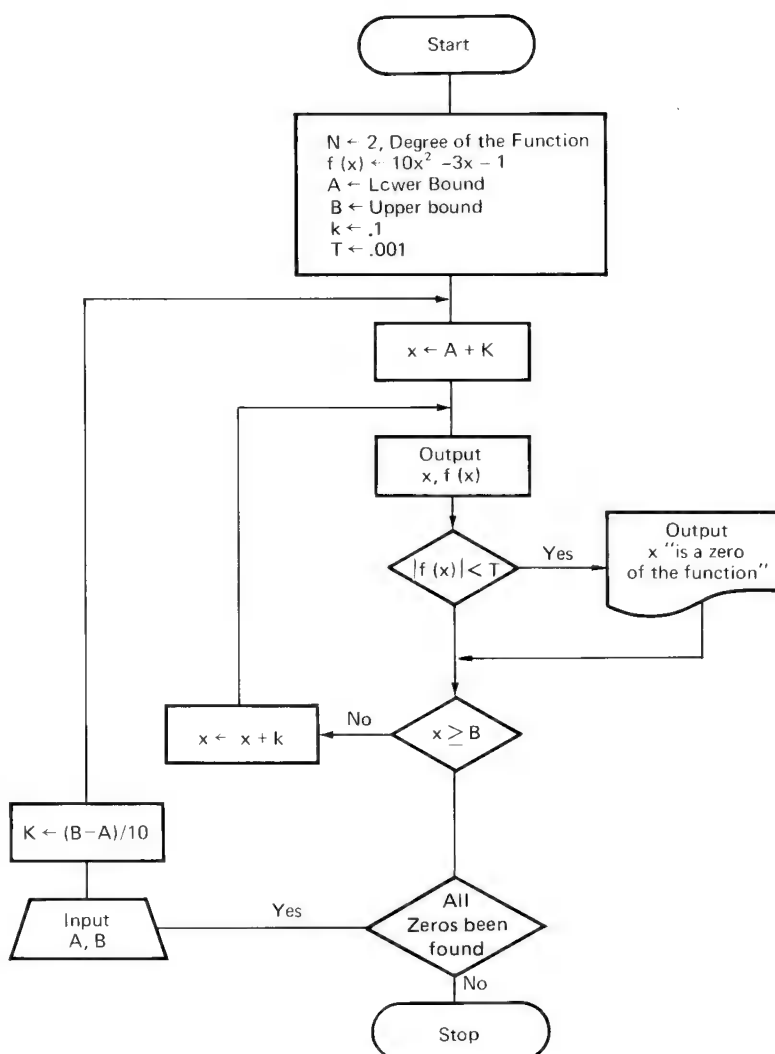 Start
N ← 2, Degree of the Function
f (x) ← 10x² −3x − 1
A ← Lower Bound
B ← Upper bound
k ← .1
T ← .001
x ← A + K
Output
x, f (x)
|f (x)| < T
Yes
Output
x "is a zero
of the function"
x ≥ B
No
x ← x + k
K ← (B−A)/10
Input
A, B
Yes
All
Zeros been
found
No
Stop